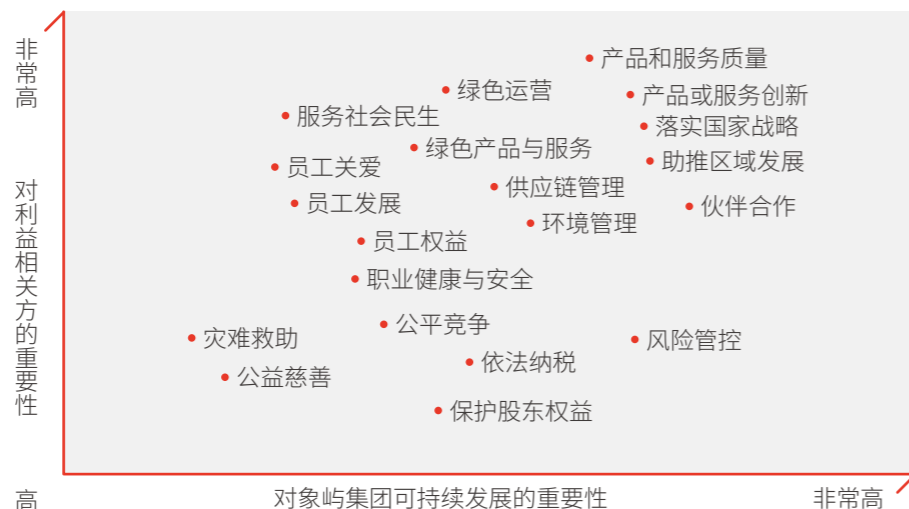 非常高
对利益相关方的重要性
高
产品和服务质量
绿色运营
产品或服务创新
服务社会民生
落实国家战略
绿色产品与服务
助推区域发展
员工关爱
供应链管理
员工发展
伙伴合作
环境管理
员工权益
职业健康与安全
公平竞争
灾难救助
风险管控
依法纳税
公益慈善
保护股东权益
对象屿集团可持续发展的重要性
非常高